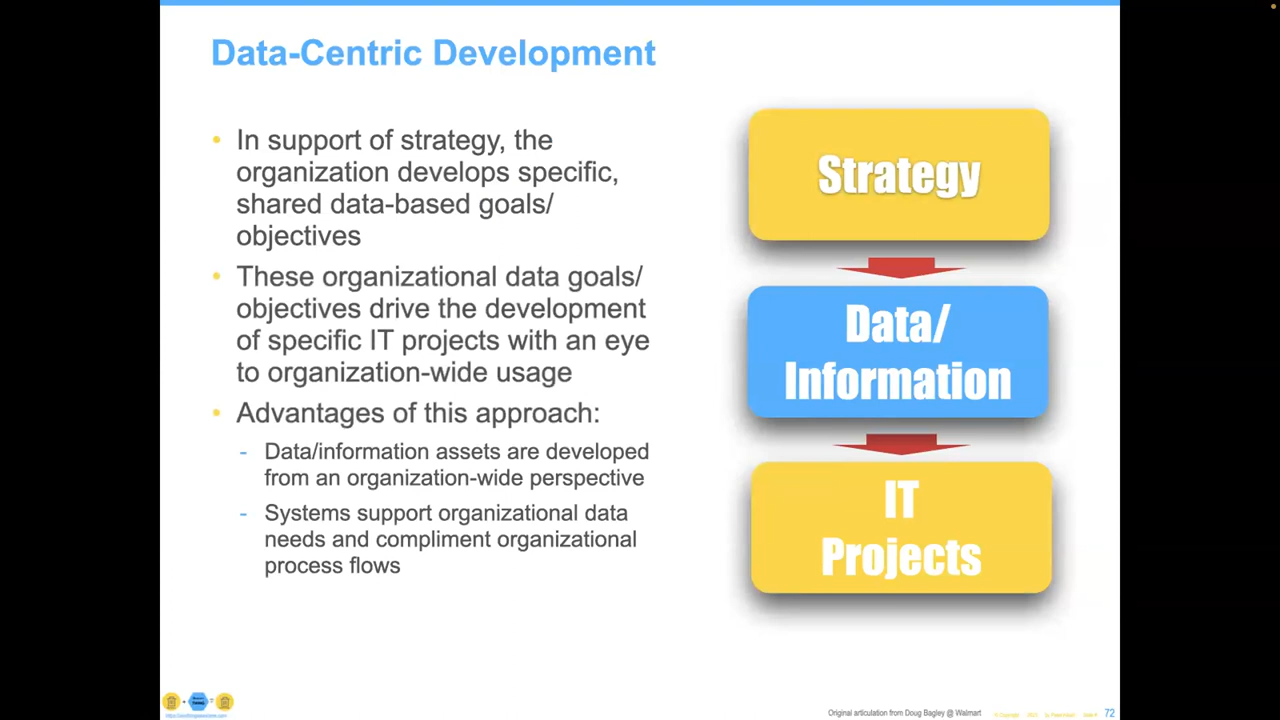 Data-Centric Development
• In support of strategy, the
organization develops specific,
shared data-based goals/
objectives
• These organizational data goals/
objectives drive the development
of specific IT projects with an eye
to organization-wide usage
• Advantages of this approach:
- Data/information assets are developed
from an organization-wide perspective
- Systems support organizational data
needs and compliment organizational
process flows
Strategy
Data/
Information
IT
Projects
Original articulation from Doug Bagley @ Walmart
72